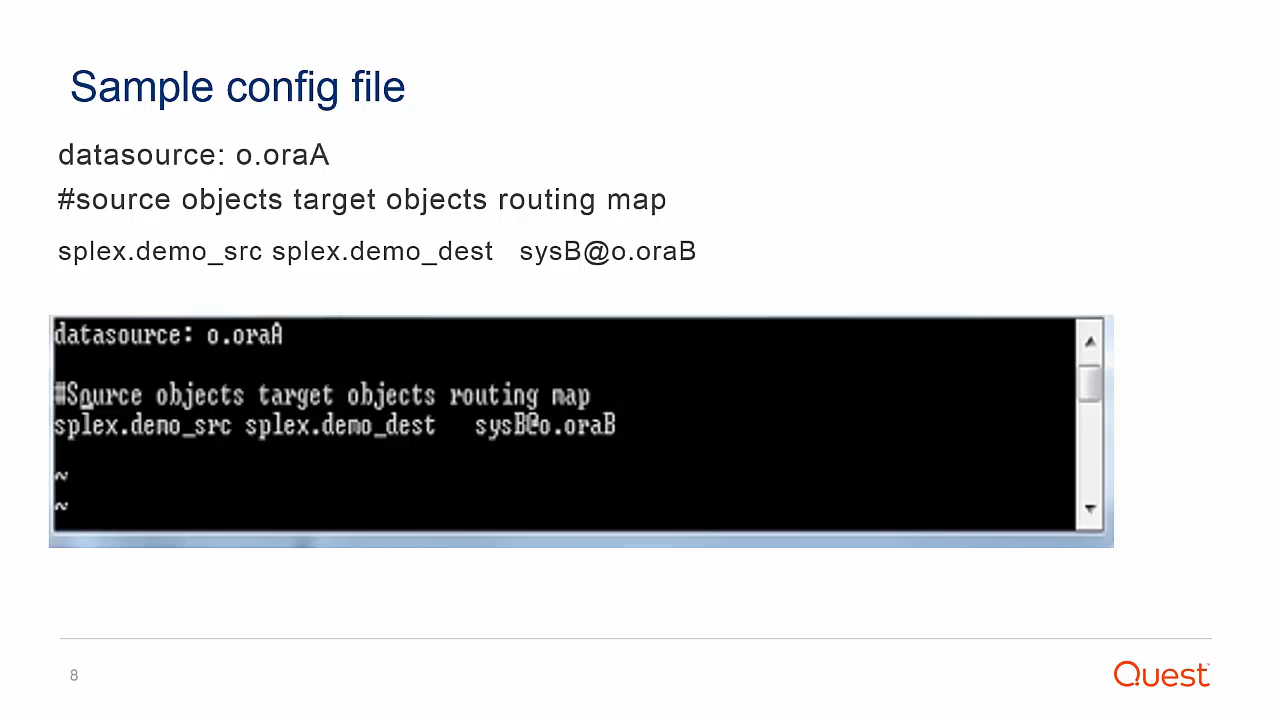 Sample config file
datasource: o.oraA
#source objects target objects routing map
splex.demo_src splex.demo_dest   sysB@o.oraB
datasource: o.oraA
#Source objects target objects routing map
splex.demo_src splex.demo_dest   sysB@o.oraB
~
~
8
Quest